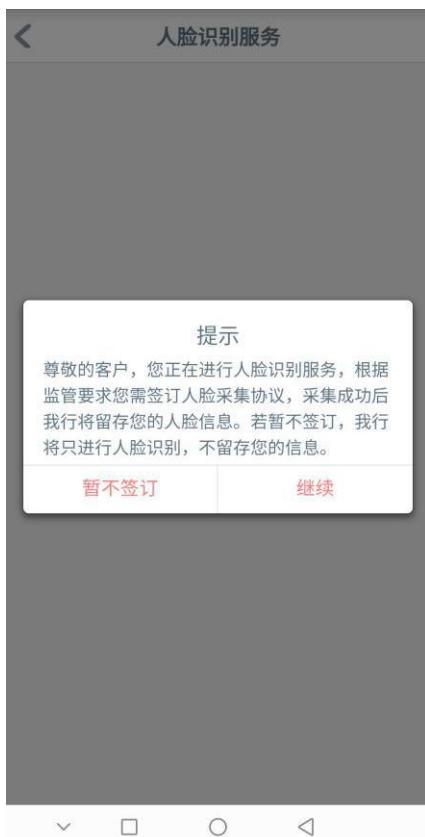 人脸识别服务
提示
尊敬的客户，您正在进行人脸识别服务，根据
监管要求您需签订人脸采集协议，采集成功后
我行将留存您的人脸信息。若暂不签订，我行
将只进行人脸识别，不留存您的信息。
暂不签订 继续